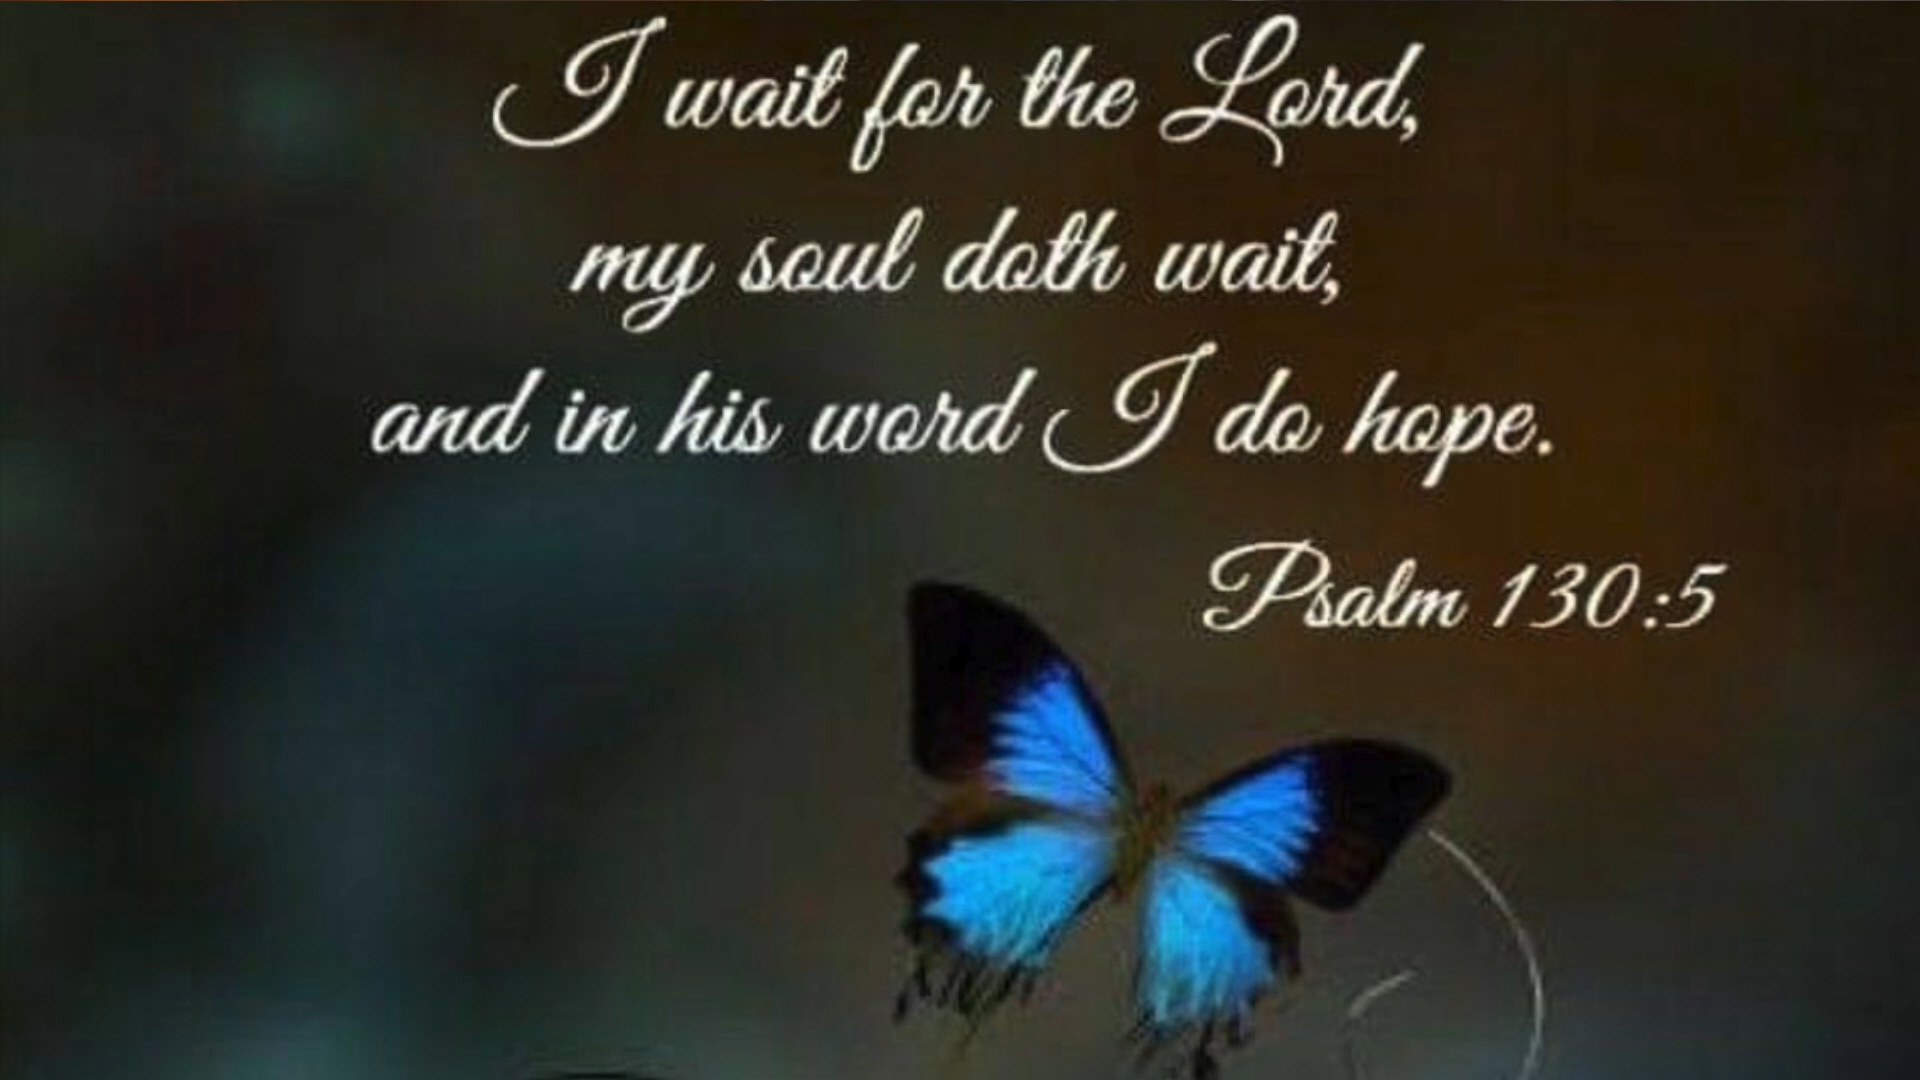 I wait for the Lord,
my soul doth wait,
and in his word I do hope.
Psalm 130:5